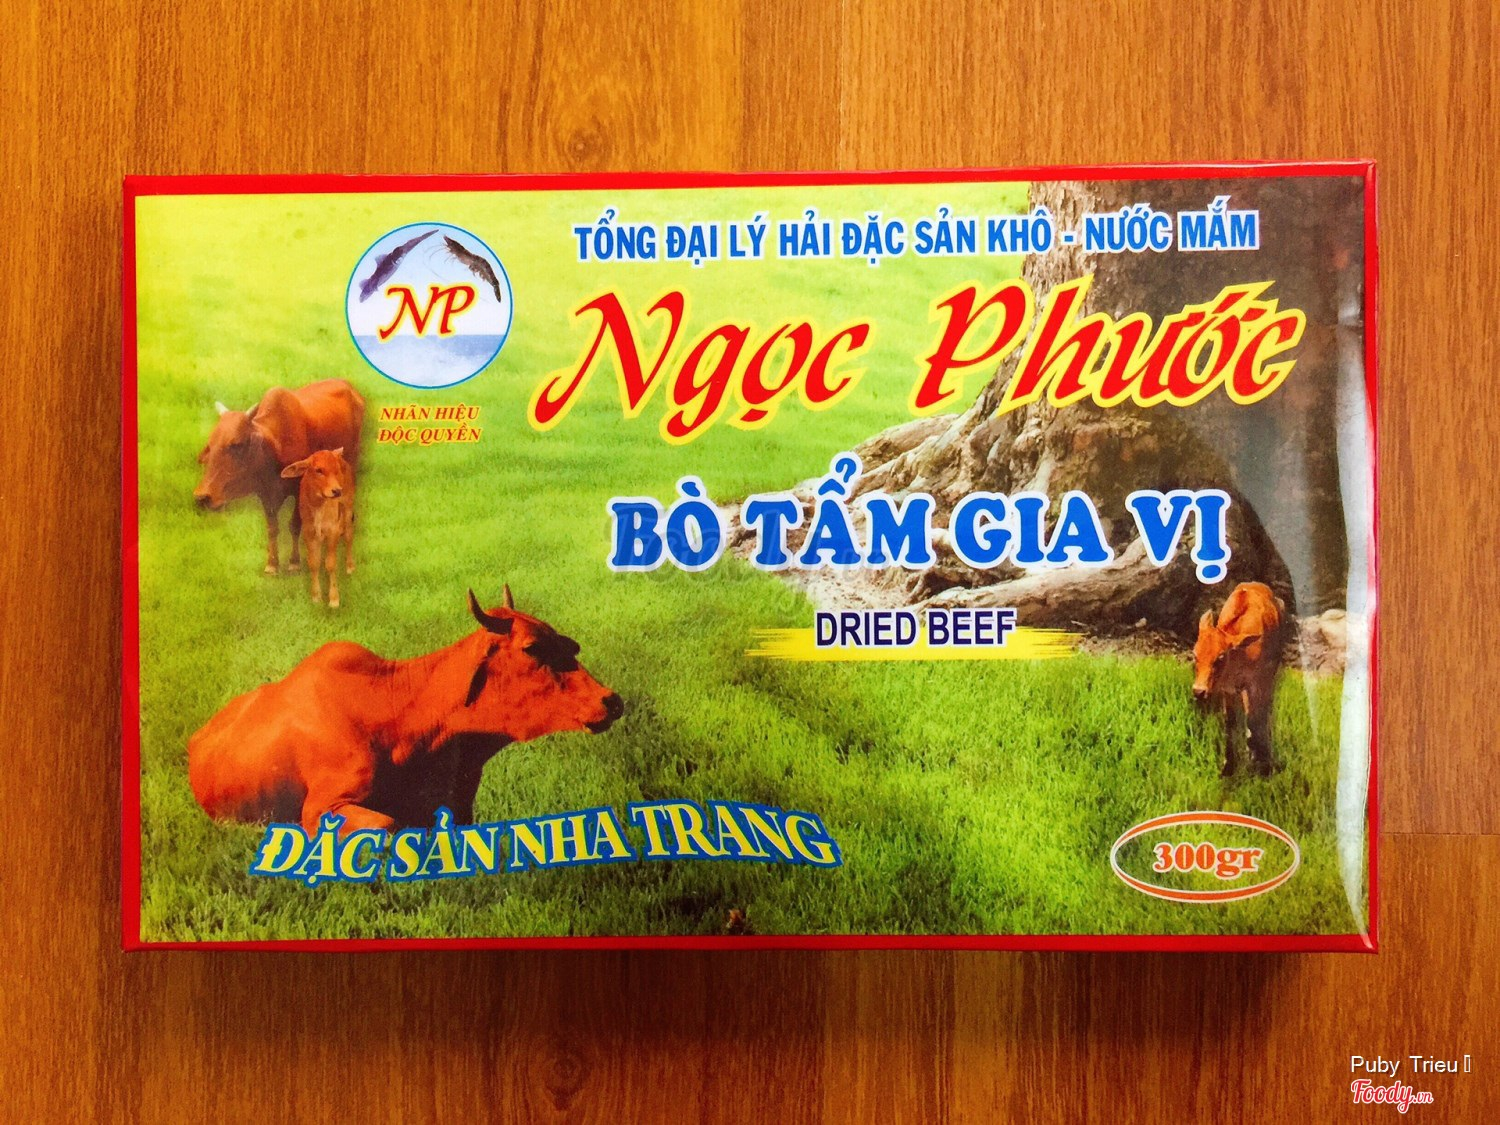 TỔNG ĐẠI LÝ HẢI ĐẶC SẢN KHÔ - NƯỚC MẮM
NP
Ngọc Phước
NHÃN HIỆU
ĐỘC QUYỀN
BÒ TẨM GIA VỊ
DRIED BEEF
ĐẶC SẢN NHA TRANG
300gr
Puby Trieu
Foody.vn